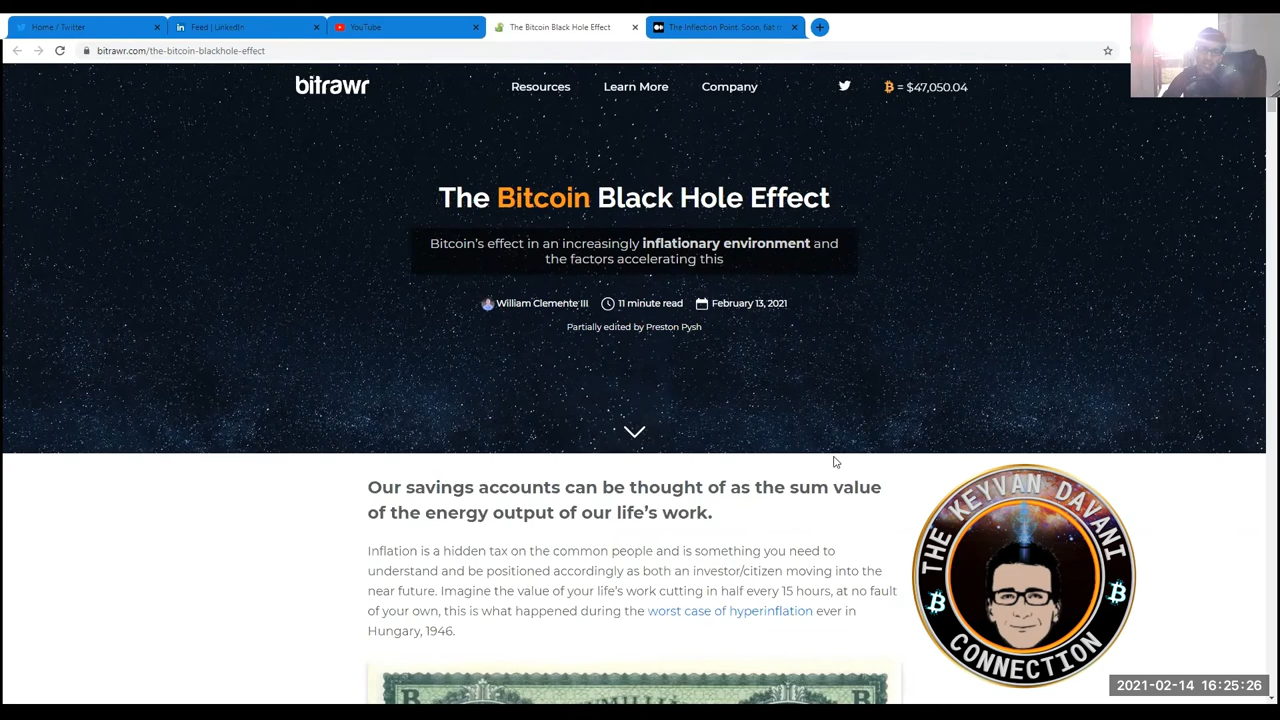 Home / Twitter
Feed | LinkedIn
YouTube
The Bitcoin Black Hole Effect
The Inflection Point. Soon, fiat
bitrawr.com/the-bitcoin-blackhole-effect
bitrawr
Resources
Learn More
Company
= $47,050.04
The Bitcoin Black Hole Effect
Bitcoin's effect in an increasingly inflationary environment and
the factors accelerating this
William Clemente III
11 minute read
February 13, 2021
Partially edited by Preston Pysh
Our savings accounts can be thought of as the sum value
of the energy output of our life's work.
Inflation is a hidden tax on the common people and is something you need to
understand and be positioned accordingly as both an investor/citizen moving into the
near future. Imagine the value of your life's work cutting in half every 15 hours, at no fault
of your own, this is what happened during the worst case of hyperinflation ever in
Hungary, 1946.
THE KEYVAN DAVANI
CONNECTION
2021-02-14 16:25:26